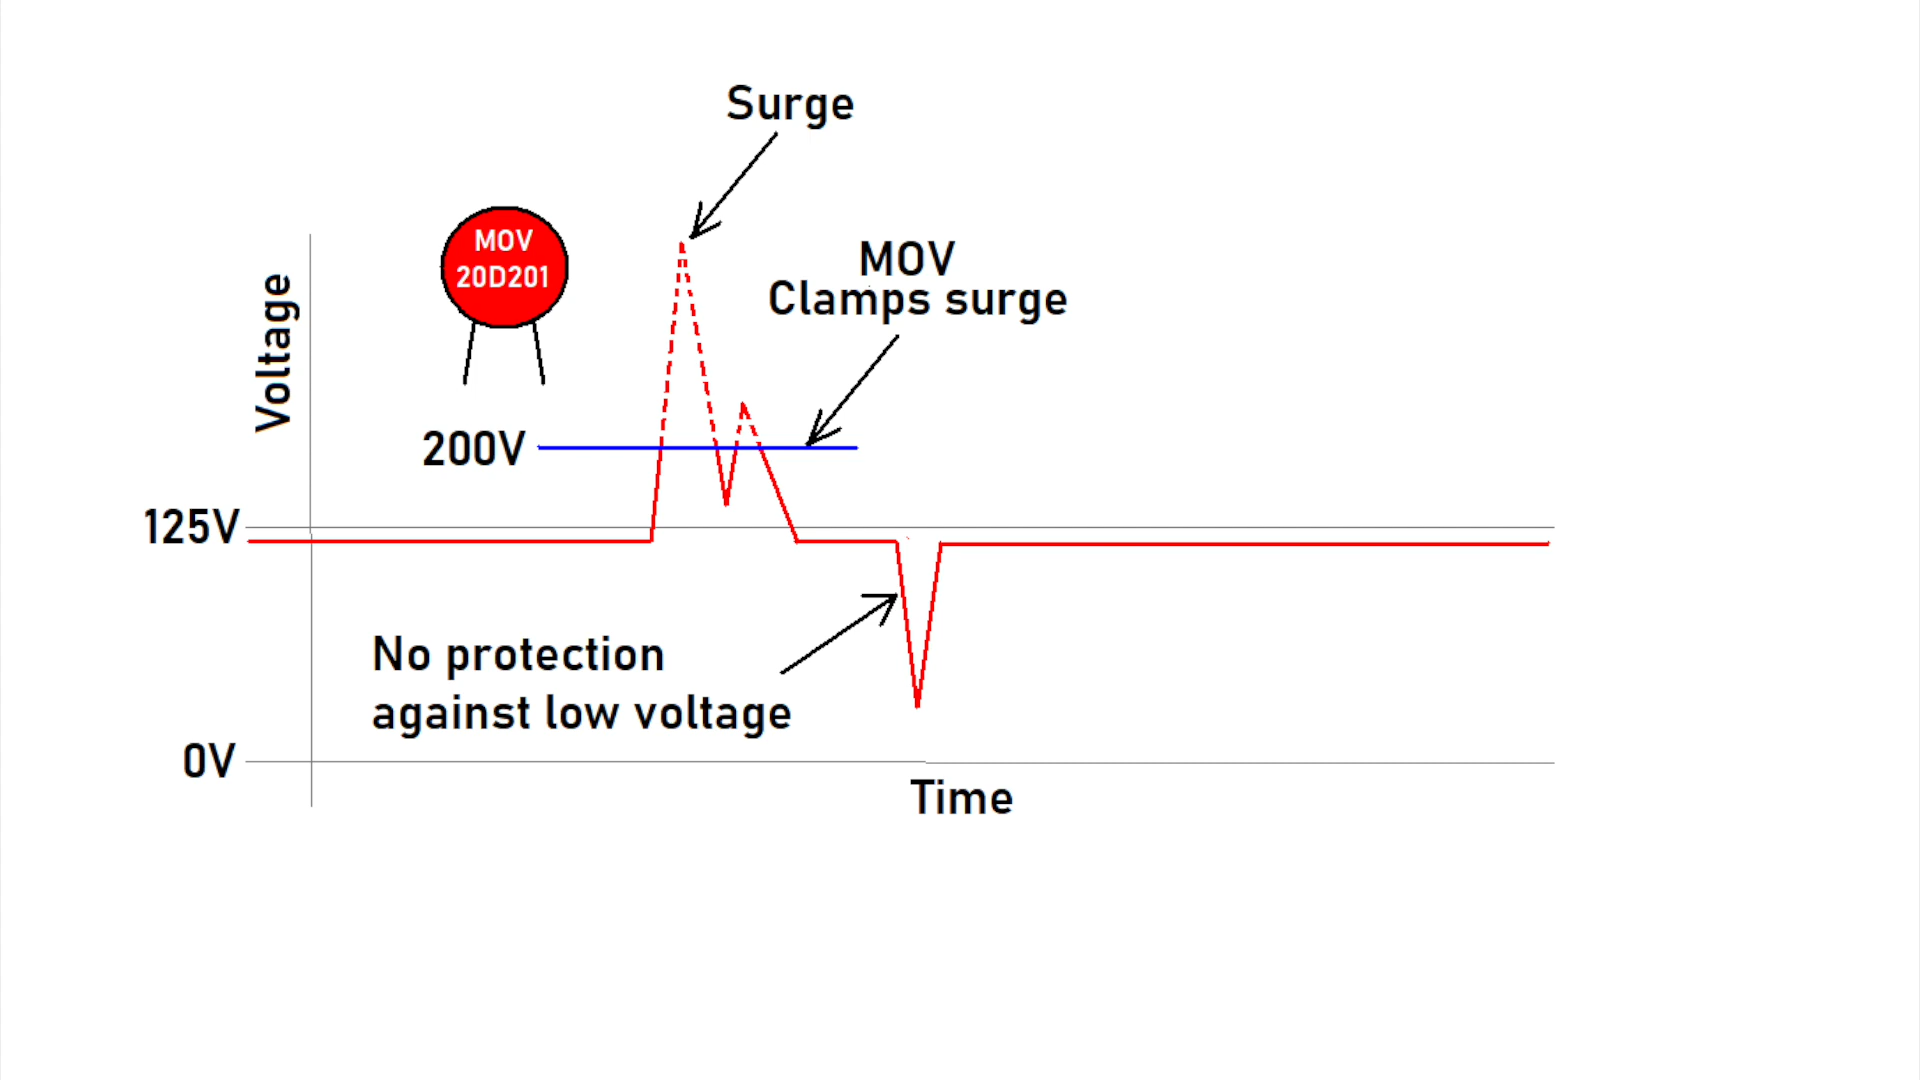 Surge
MOV
20D201
MOV
Clamps surge
Voltage
200V
125V
No protection
against low voltage
0V
Time